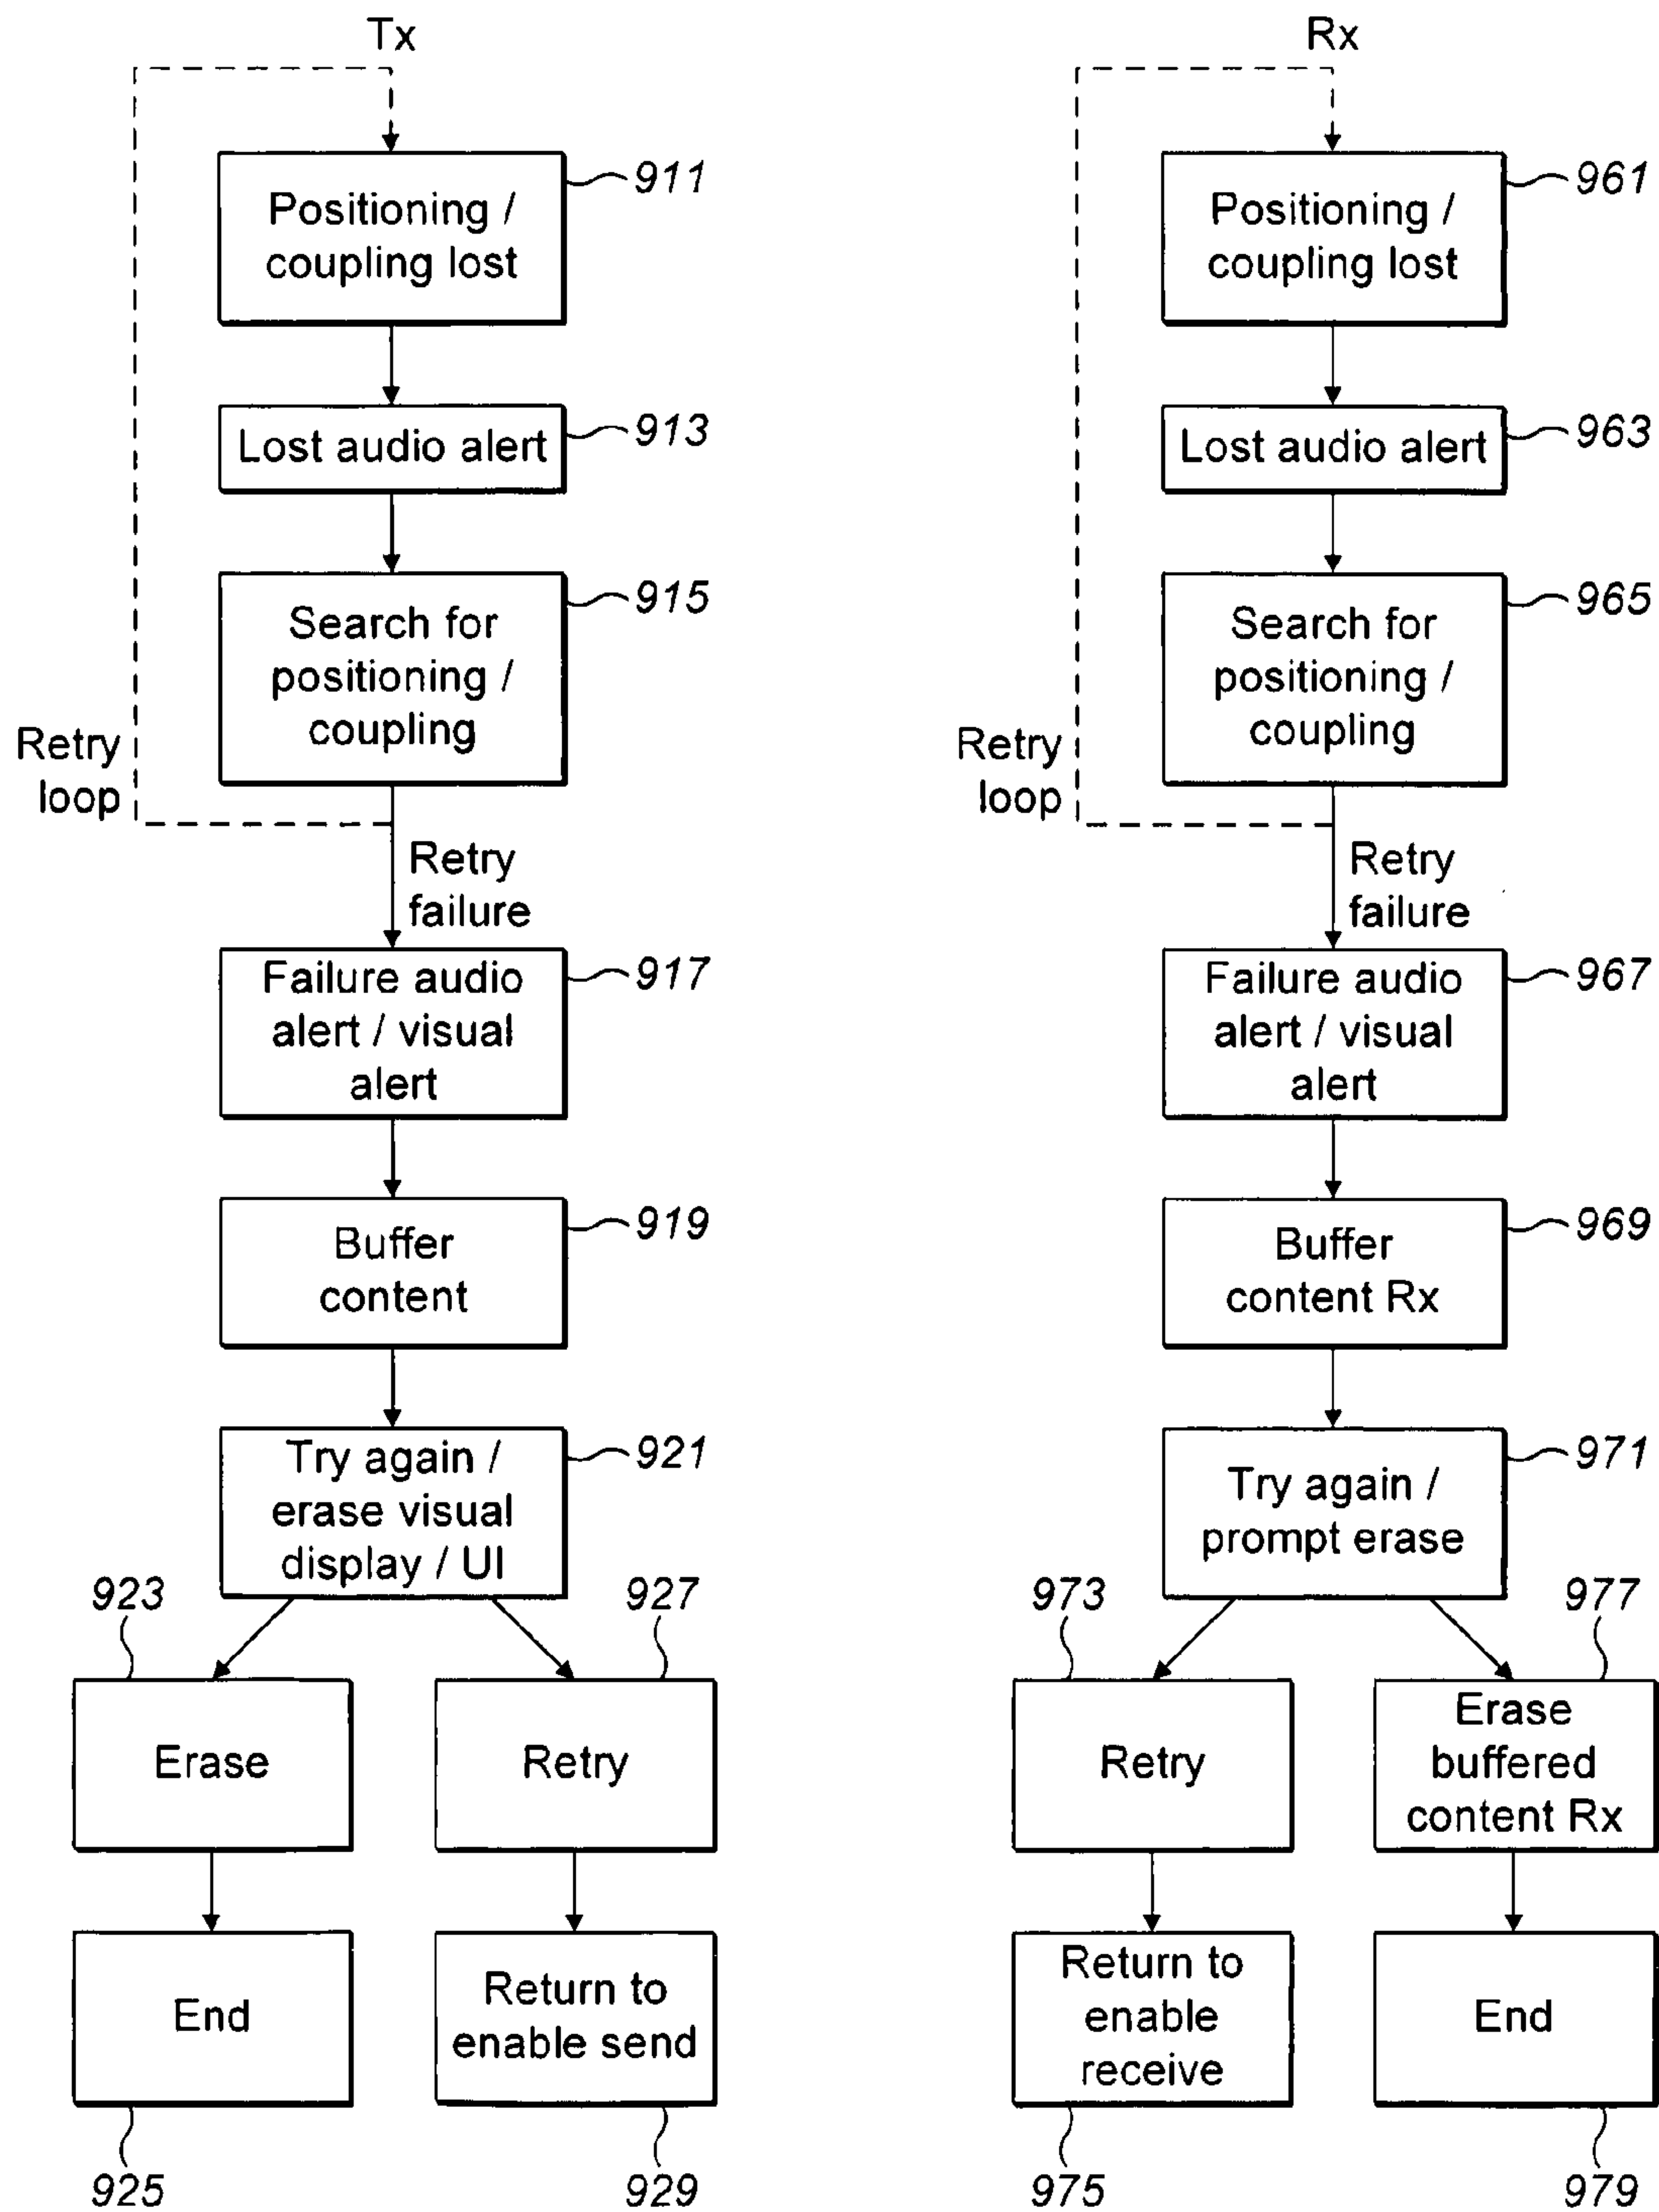 Tx
911
Positioning /
coupling lost
913
Lost audio alert
915
Search for
positioning /
coupling
Retry
loop
Retry
failure
917
Failure audio
alert / visual
alert
919
Buffer
content
921
Try again /
erase visual
display / UI
923
927
Erase
Retry
End
Return to
enable send
925
929
Rx
961
Positioning /
coupling lost
963
Lost audio alert
965
Search for
positioning /
coupling
Retry
loop
Retry
failure
967
Failure audio
alert / visual
alert
969
Buffer
content Rx
971
Try again /
prompt erase
973
977
Retry
Erase
buffered
content Rx
Return to
enable
receive
End
975
979